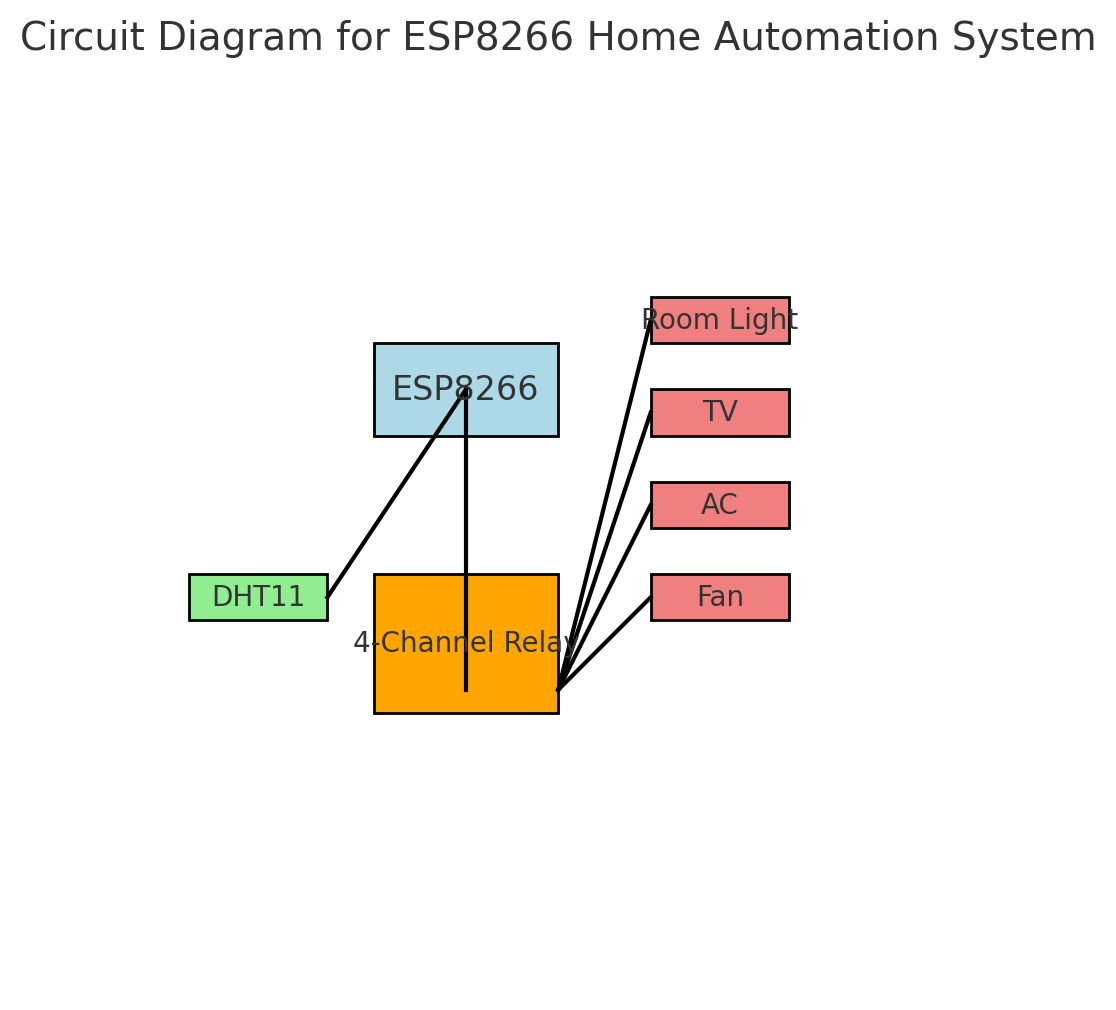 Circuit Diagram for ESP8266 Home Automation System
Room Light
ESP8266
TV
AC
DHT11
Fan
4-Channel Relay